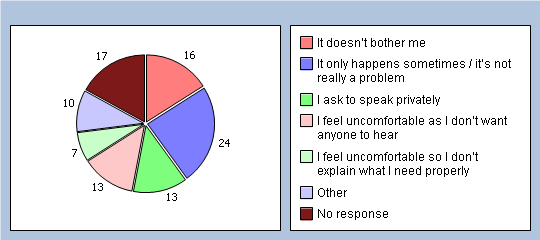 17
16
10
24
7
13
13
It doesn't bother me
It only happens sometimes / it's not
really a problem
I ask to speak privately
I feel uncomfortable as I don't want
anyone to hear
I feel uncomfortable so I don't
explain what I need properly
Other
No response